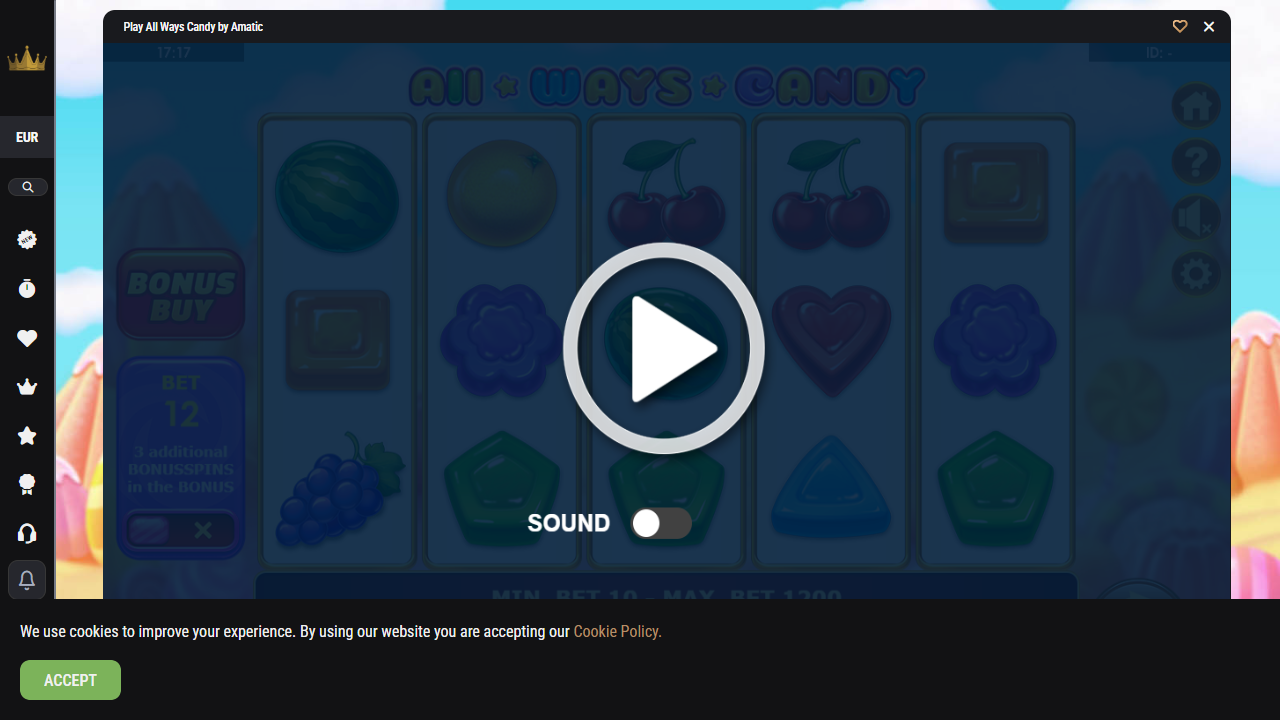 Play All Ways Candy by Amatic
17:17
ID: -
All WAYS CANDY
EUR
NEW
BONUS
BUY
BET
12
3 additional
BONUSSPINS
in the BONUS
SOUND
MIN. BET 10 - MAX. BET 1200
We use cookies to improve your experience. By using our website you are accepting our Cookie Policy.
ACCEPT